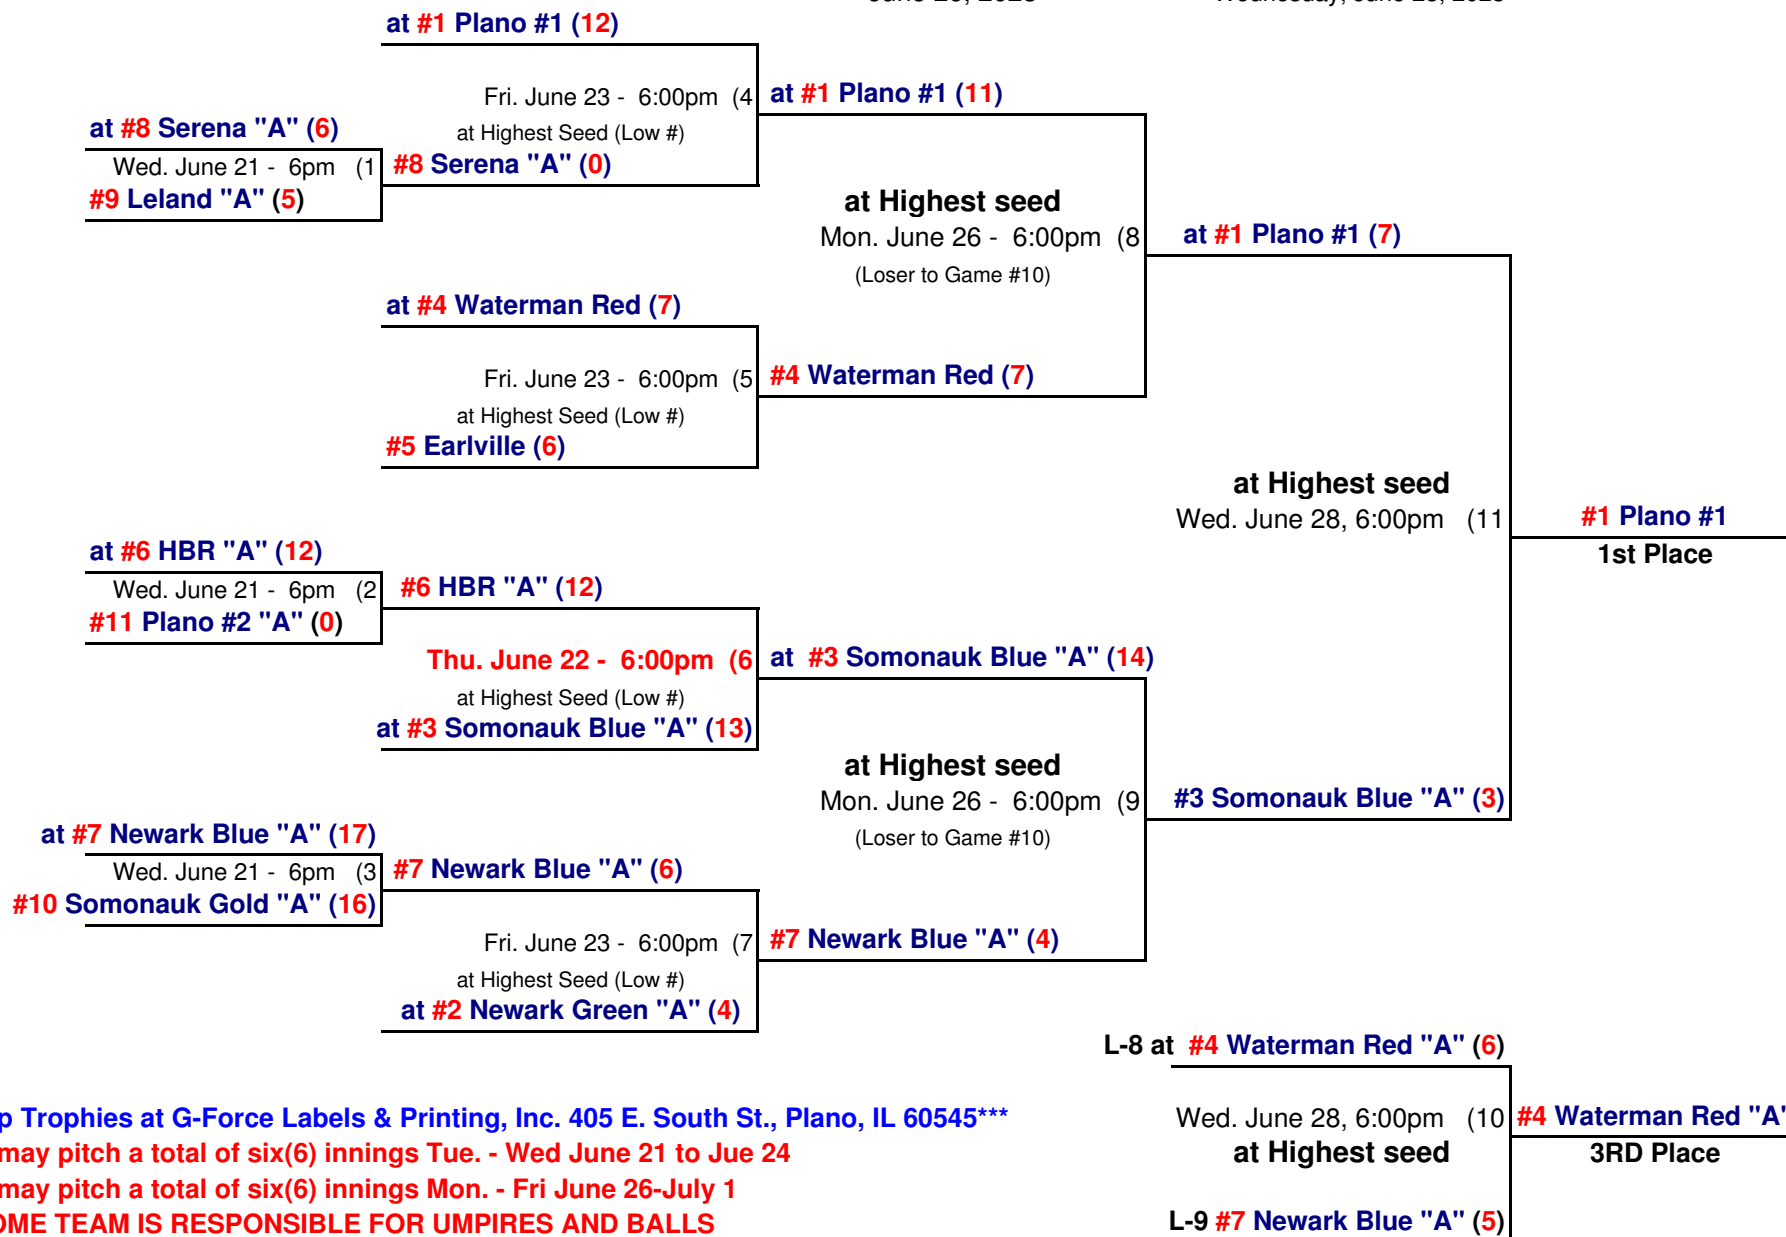 at #1 Plano #1 (12)
Fri. June 23 - 6:00pm (4
at #1 Plano #1 (11)
at #8 Serena "A" (6)
at Highest Seed (Low #)
Wed. June 21 - 6pm (1
#8 Serena "A" (0)
#9 Leland "A" (5)
at Highest seed
Mon. June 26 - 6:00pm (8
at #1 Plano #1 (7)
(Loser to Game #10)
at #4 Waterman Red (7)
Fri. June 23 - 6:00pm (5
#4 Waterman Red (7)
at Highest Seed (Low #)
#5 Earlville (6)
at Highest seed
Wed. June 28, 6:00pm (11
#1 Plano #1
1st Place
at #6 HBR "A" (12)
Wed. June 21 - 6pm (2
#6 HBR "A" (12)
#11 Plano #2 "A" (0)
Thu. June 22 - 6:00pm (6
at #3 Somonauk Blue "A" (14)
at Highest Seed (Low #)
at #3 Somonauk Blue "A" (13)
at Highest seed
Mon. June 26 - 6:00pm (9
#3 Somonauk Blue "A" (3)
(Loser to Game #10)
at #7 Newark Blue "A" (17)
Wed. June 21 - 6pm (3
#7 Newark Blue "A" (6)
#10 Somonauk Gold "A" (16)
Fri. June 23 - 6:00pm (7
#7 Newark Blue "A" (4)
at Highest Seed (Low #)
at #2 Newark Green "A" (4)
L-8 at #4 Waterman Red "A" (6)
Wed. June 28, 6:00pm (10
#4 Waterman Red "A"
at Highest seed
3RD Place
L-9 #7 Newark Blue "A" (5)
p Trophies at G-Force Labels & Printing, Inc. 405 E. South St., Plano, IL 60545***
may pitch a total of six(6) innings Tue. - Wed June 21 to Jue 24
may pitch a total of six(6) innings Mon. - Fri June 26-July 1
OME TEAM IS RESPONSIBLE FOR UMPIRES AND BALLS